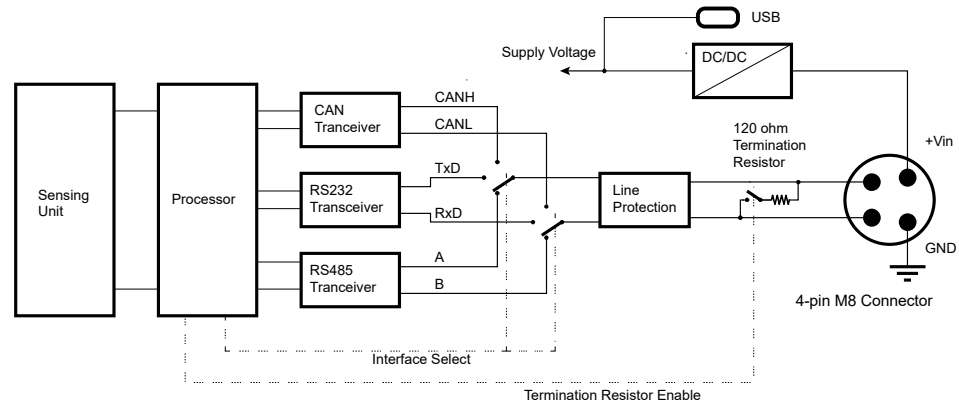 USB
Supply Voltage
DC/DC
CANH
CAN
Tranceiver
CANL
120 ohm
Termination
Resistor
+Vin
TxD
Sensing
Unit
Processor
RS232
Transceiver
Line
Protection
RxD
GND
A
RS485
Tranceiver
B
4-pin M8 Connector
Interface Select
Termination Resistor Enable